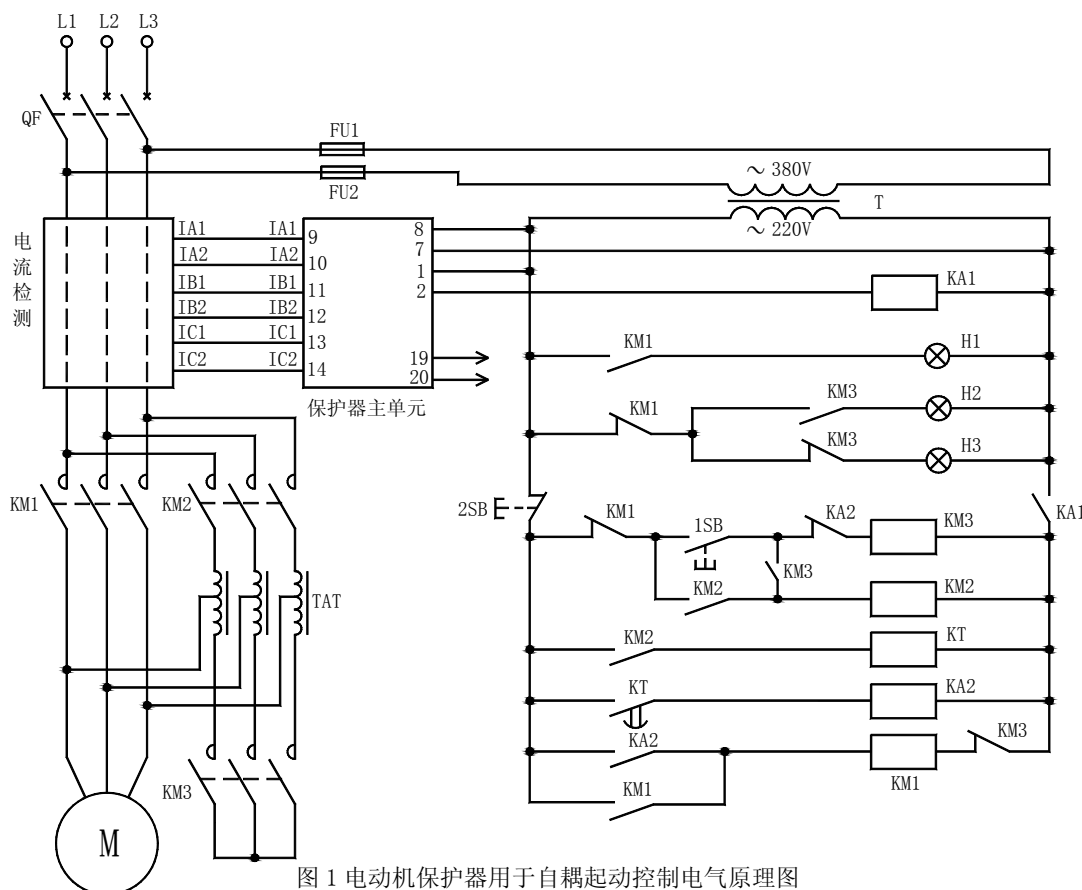 L1 L2 L3
QF
FU1
FU2
～380V
T
～220V
电流检测
IA1 IA1 9
IA2 IA2 10
IB1 IB1 11
IB2 IB2 12
IC1 IC1 13
IC2 IC2 14
8
7
1
2
19
20
保护器主单元
KA1
KM1 H1
KM3 H2
KM1
KM3 H3
KM1 KM2
TAT
KM3
M
2SB
KM1 1SB KA2 KM3 KA1
KM3
KM2 KM2
KM2 KT
KT KA2
KA2 KM3
KM1
KM1
图 1 电动机保护器用于自耦起动控制电气原理图